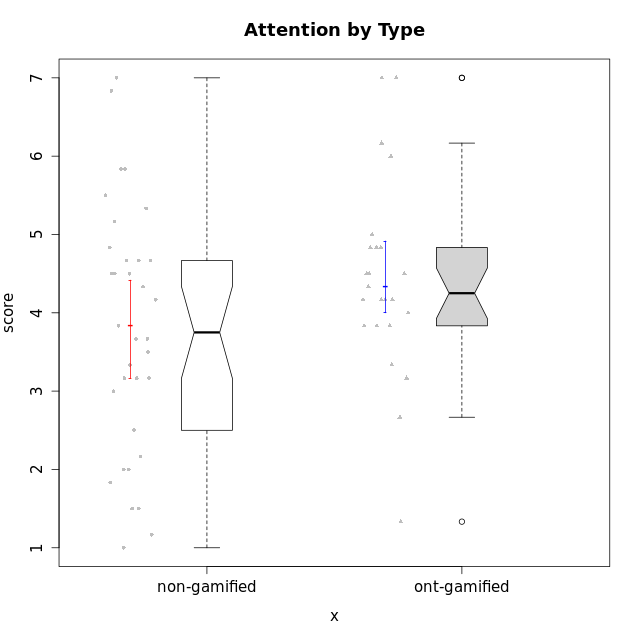 Attention by Type
7
6
5
4
3
2
1
score
non-gamified
ont-gamified
x